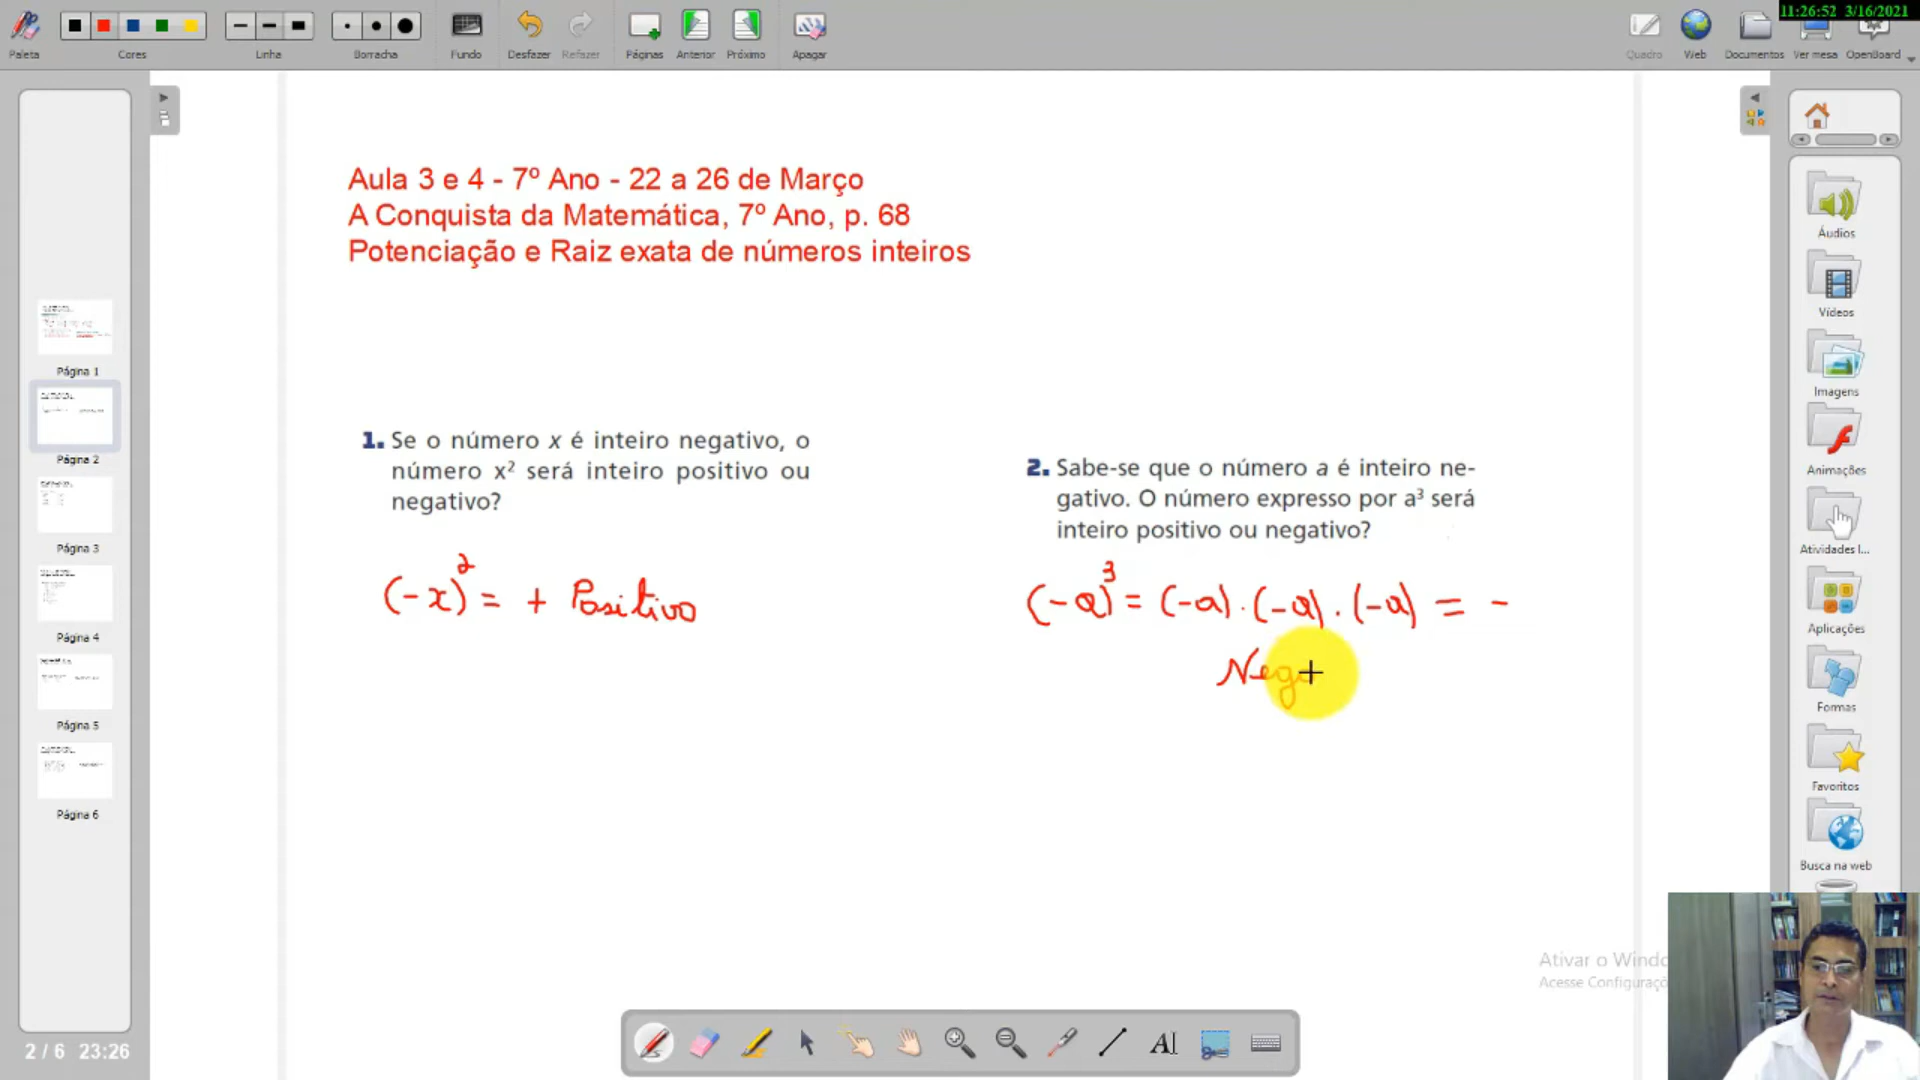 11:26:52 3/16/2021
Paleta
Cores
Linha
Borracha
Fundo
Desfazer
Refazer
Páginas
Anterior
Próximo
Apagar
Quadro
Web
Documentos
Ver mesa
OpenBoard
Aula 3 e 4 - 7º Ano - 22 a 26 de Março
A Conquista da Matemática, 7º Ano, p. 68
Potenciação e Raiz exata de números inteiros
1. Se o número x é inteiro negativo, o
número x² será inteiro positivo ou
negativo?
(-x)² = + Positivo
2. Sabe-se que o número a é inteiro ne-
gativo. O número expresso por a³ será
inteiro positivo ou negativo?
(-a)³ = (-a) . (-a) . (-a) = -
Nega
Página 1
Página 2
Página 3
Página 4
Página 5
Página 6
2 / 6 23:26
Áudios
Vídeos
Imagens
Animações
Atividades I...
Aplicações
Formas
Favoritos
Busca na web
Ativar o Windo
Acesse Configuraçõ
AI